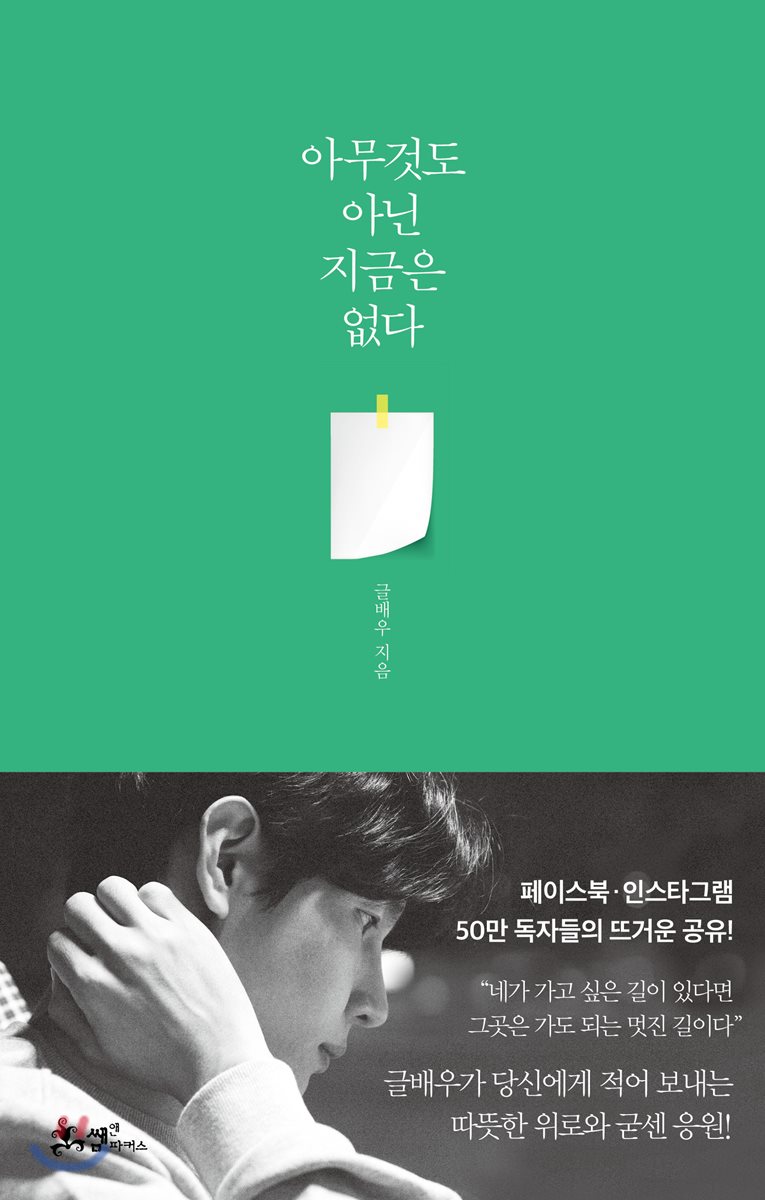 아무것도
아닌
지금은
없다
글배우 지음
페이스북·인스타그램
50만 독자들의 뜨거운 공유!
“네가 가고 싶은 길이 있다면
그곳은 가도 되는 멋진 길이다”
글배우가 당신에게 적어 보내는
따뜻한 위로와 굳센 응원!
쌤앤파커스